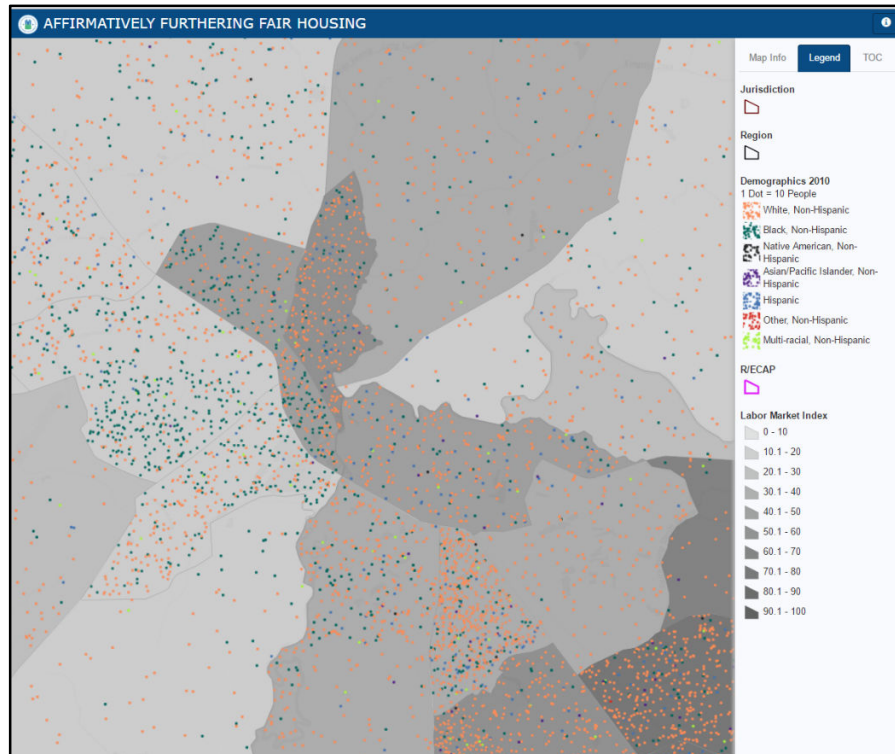 AFFIRMATIVELY FURTHERING FAIR HOUSING
Map Info Legend TOC
Jurisdiction
Region
Demographics 2010
1 Dot = 10 People
White, Non-Hispanic
Black, Non-Hispanic
Native American, Non-
Hispanic
Asian/Pacific Islander, Non-
Hispanic
Hispanic
Other, Non-Hispanic
Multi-racial, Non-Hispanic
R/ECAP
Labor Market Index
0 - 10
10.1 - 20
20.1 - 30
30.1 - 40
40.1 - 50
50.1 - 60
60.1 - 70
70.1 - 80
80.1 - 90
90.1 - 100